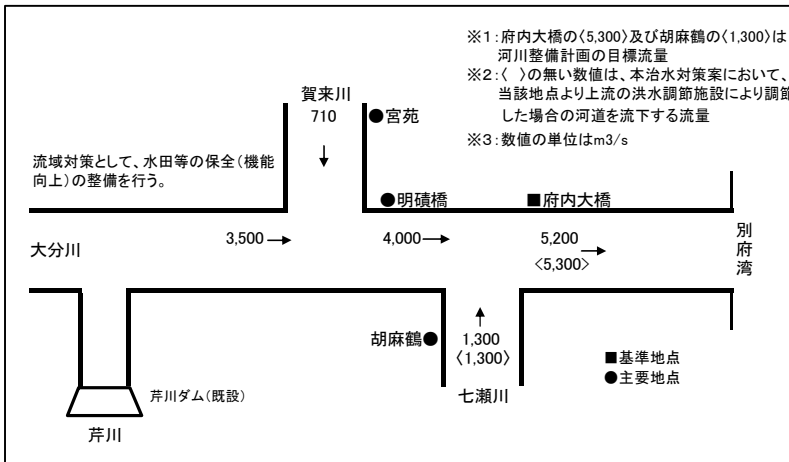 ※1:府内大橋の〈5,300〉及び胡麻鶴の〈1,300〉は
河川整備計画の目標流量
※2:〈 〉の無い数値は、本治水対策案において、
当該地点より上流の洪水調節施設により調節
した場合の河道を流下する流量
※3:数値の単位はm3/s
賀来川
710
●宮苑
流域対策として、水田等の保全(機能
向上)の整備を行う。
●明磧橋
■府内大橋
大分川
3,500→
4,000→
5,200
→
〈5,300〉
別府湾
胡麻鶴●
1,300
〈1,300〉
七瀬川
■基準地点
●主要地点
芹川ダム(既設)
芹川